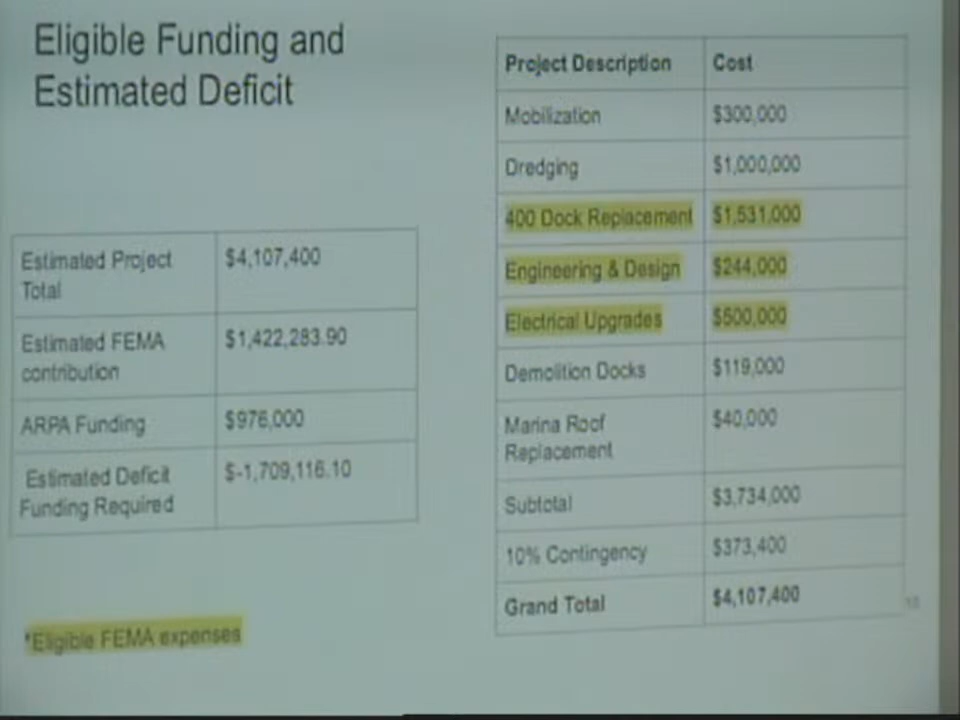 Eligible Funding and
Estimated Deficit
Estimated Project
Total
$4,107,400
Estimated FEMA
contribution
$1,422,283.90
ARPA Funding
$976,000
Estimated Deficit
Funding Required
$-1,709,116.10
*Eligible FEMA expenses
Project Description
Cost
Mobilization
$300,000
Dredging
$1,000,000
400 Dock Replacement
$1,531,000
Engineering & Design
$244,000
Electrical Upgrades
$500,000
Demolition Docks
$119,000
Marina Roof
Replacement
$40,000
Subtotal
$3,734,000
10% Contingency
$373,400
Grand Total
$4,107,400